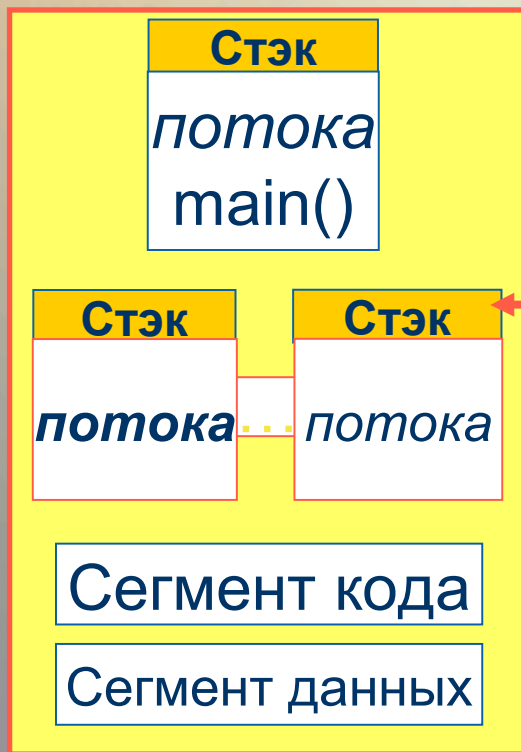 Стэк
потока
main()
Стэк
потока
...
Стэк
потока
Сегмент кода
Сегмент данных